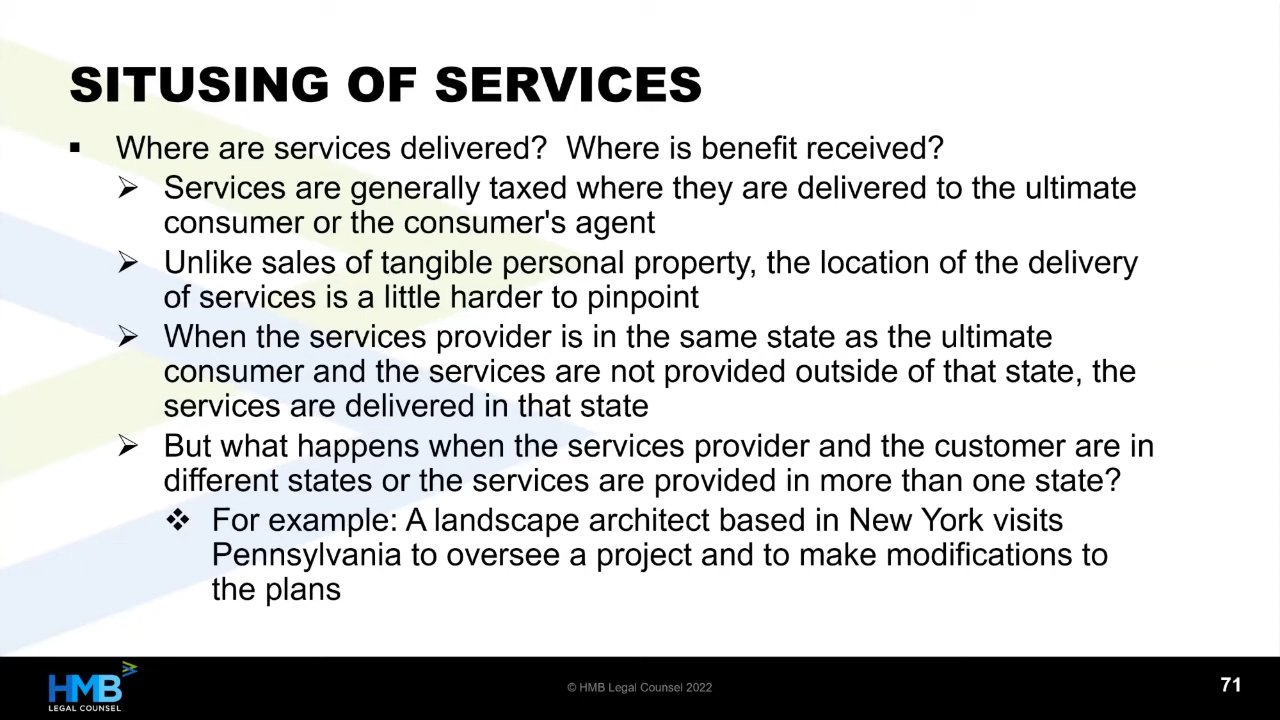 SITUSING OF SERVICES
▪ Where are services delivered?  Where is benefit received?
➢ Services are generally taxed where they are delivered to the ultimate
consumer or the consumer's agent
➢ Unlike sales of tangible personal property, the location of the delivery
of services is a little harder to pinpoint
➢ When the services provider is in the same state as the ultimate
consumer and the services are not provided outside of that state, the
services are delivered in that state
➢ But what happens when the services provider and the customer are in
different states or the services are provided in more than one state?
❖ For example: A landscape architect based in New York visits
Pennsylvania to oversee a project and to make modifications to
the plans
HMB
LEGAL COUNSEL
© HMB Legal Counsel 2022
71